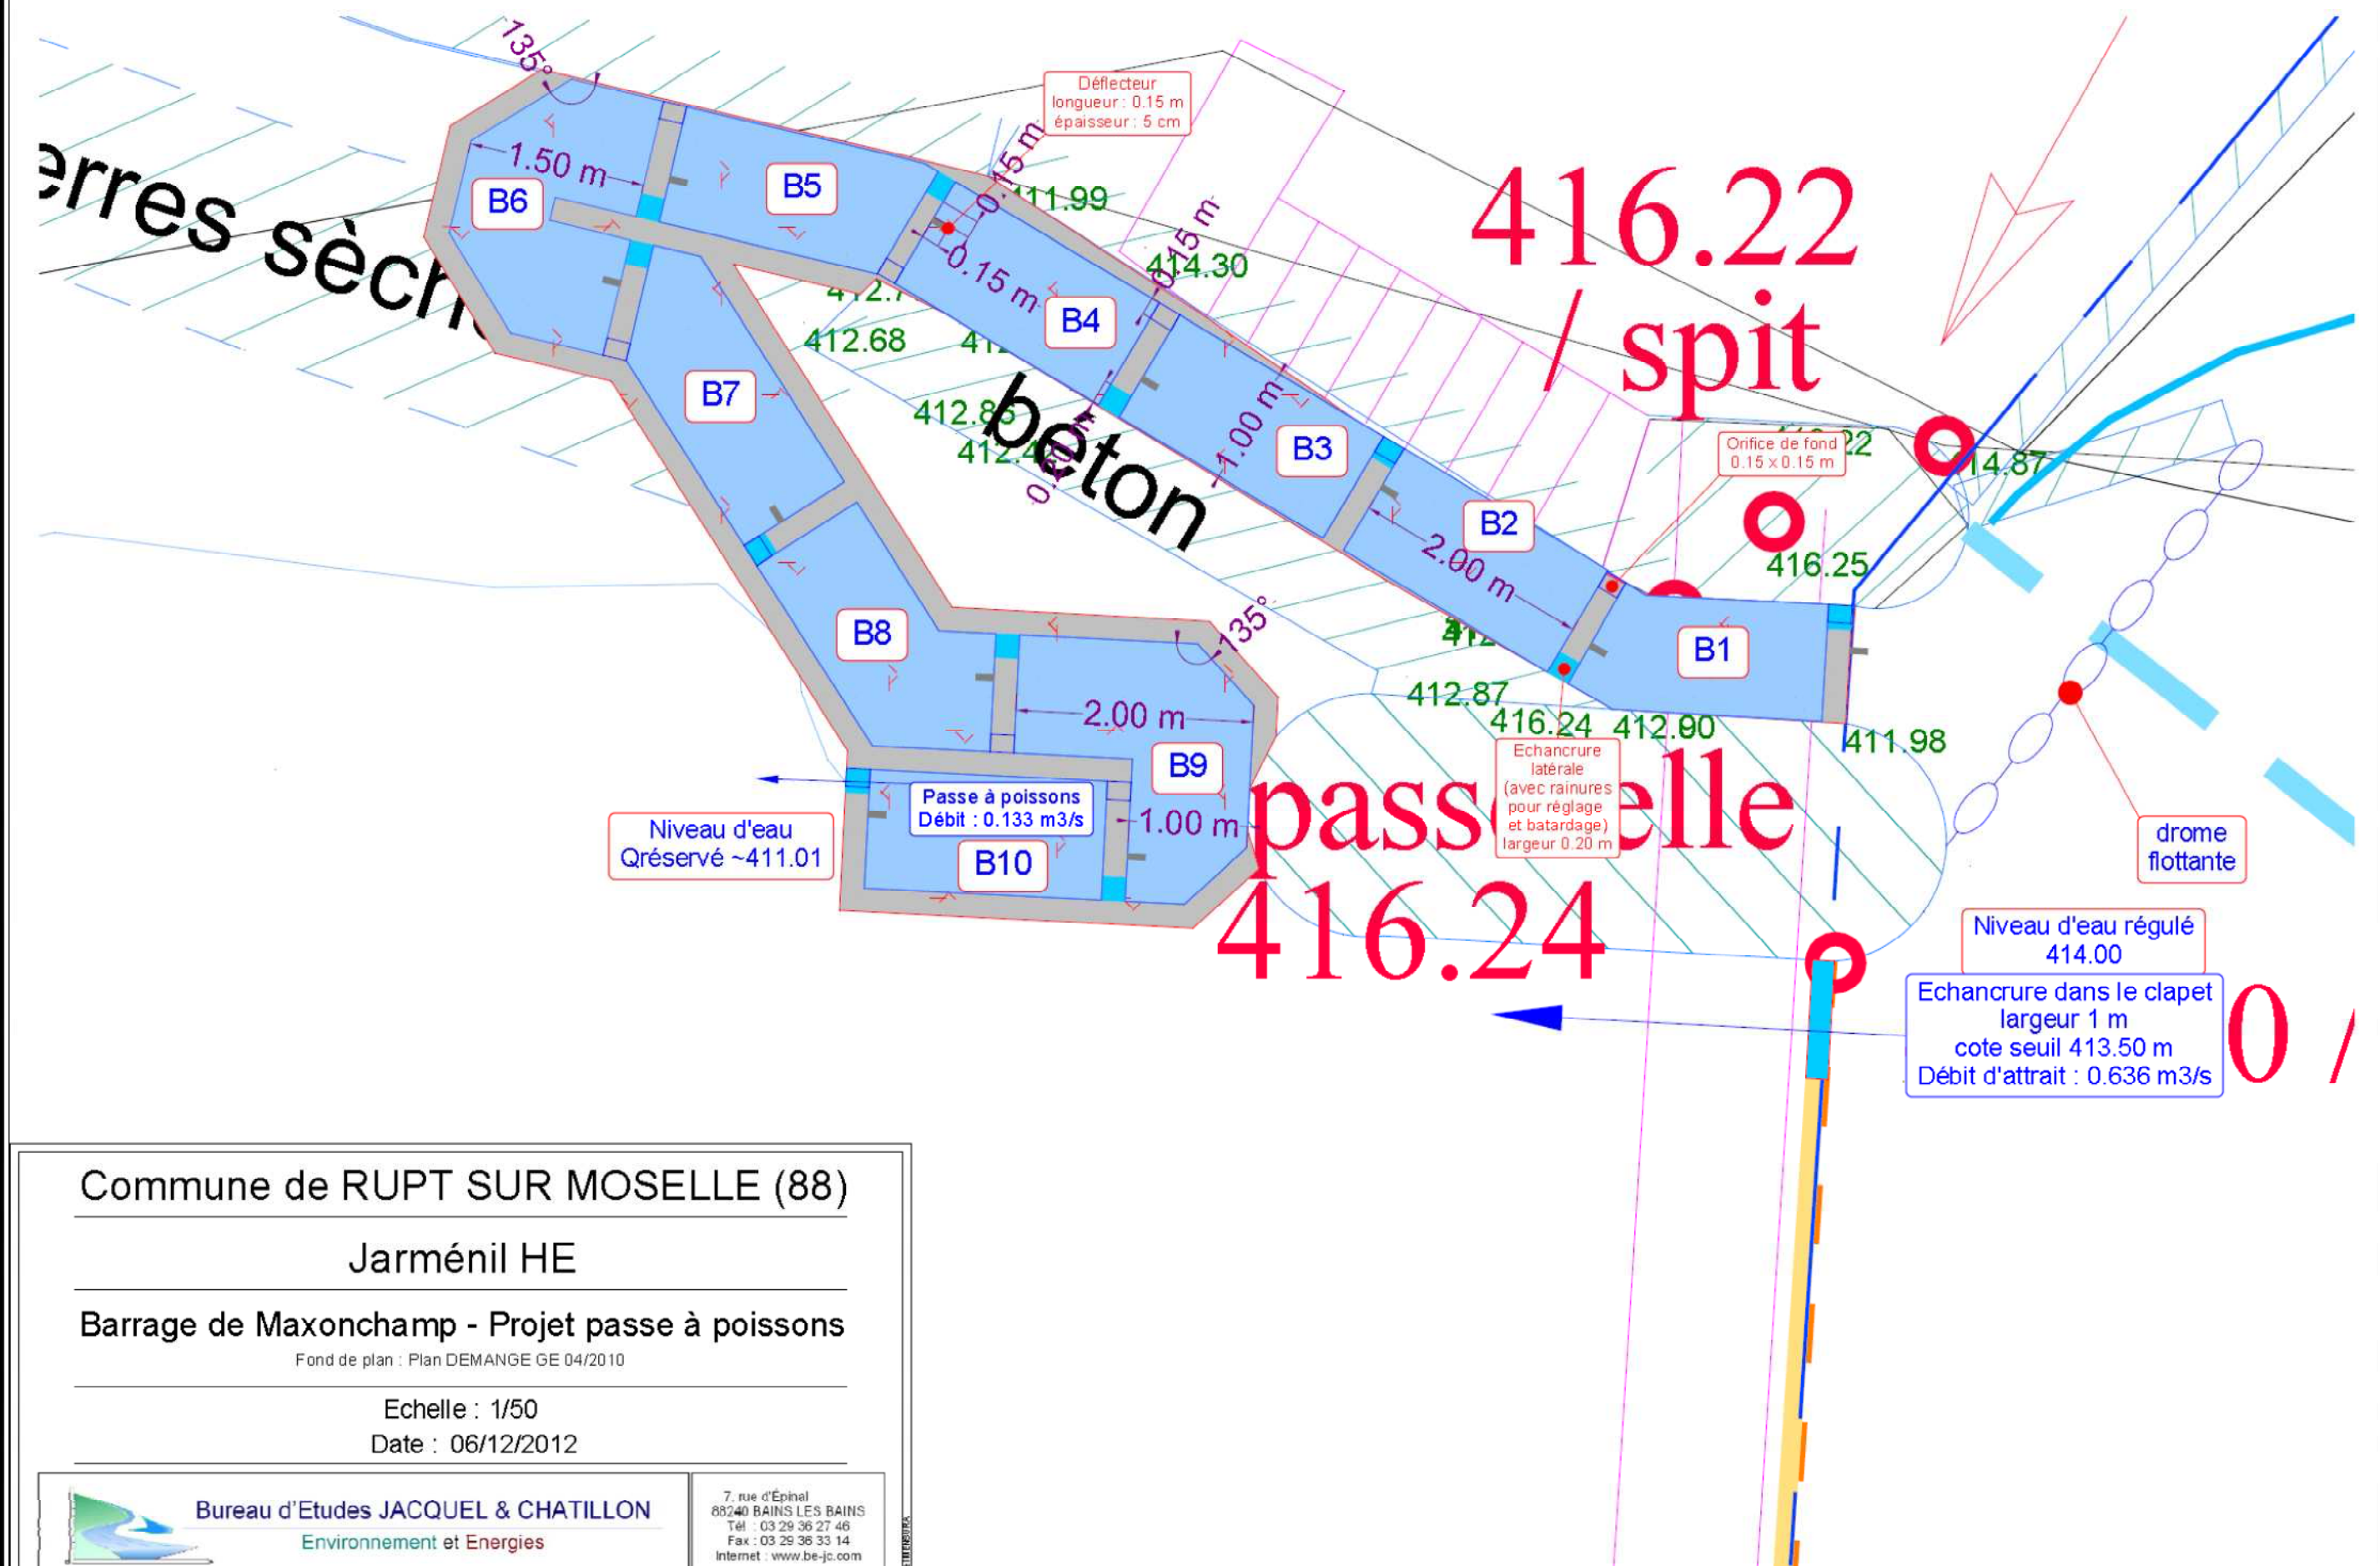 135°
Déflecteur
longueur : 0.15 m
épaisseur : 5 cm
1.50 m
B6
B5
0.15 m
411.99
0.15 m
414.30
416.22
/ spit
erres sèch
0.15 m
B4
412.68
B7
412.85
béton
1.00 m
B3
Orifice de fond
0.15 x 0.15 m
414.87
B2
2.00 m
416.25
B8
135°
B1
412.87
416.24
412.90
411.98
2.00 m
B9
Echancrure
latérale
(avec rainures
pour réglage
et batardage)
largeur 0.20 m
416.24
Passe à poissons
Débit : 0.133 m3/s
1.00 m
B10
Niveau d'eau
Qréservé ~411.01
drome
flottante
Niveau d'eau régulé
414.00
Echancrure dans le clapet
largeur 1 m
cote seuil 413.50 m
Débit d'attrait : 0.636 m3/s
0 /
Commune de RUPT SUR MOSELLE (88)
Jarménil HE
Barrage de Maxonchamp - Projet passe à poissons
Fond de plan : Plan DEMANGE GE 04/2010
Echelle : 1/50
Date : 06/12/2012
Bureau d'Etudes JACQUEL & CHATILLON
Environnement et Energies
7, rue d'Épinal
88240 BAINS LES BAINS
Tél : 03 29 36 27 46
Fax : 03 29 36 33 14
Internet : www.be-jc.com